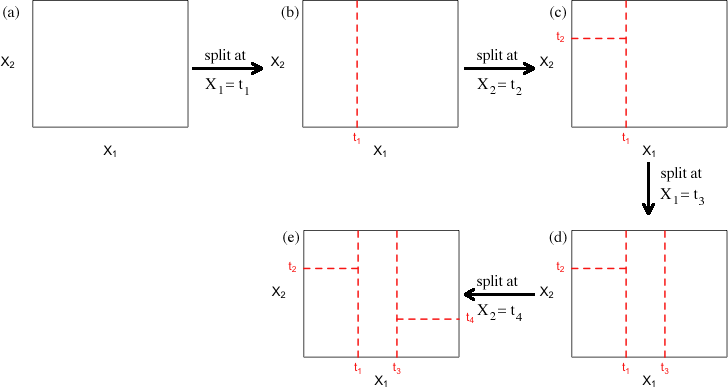 (a)
X2
X1
split at
X1= t1
(b)
X2
t1
X1
split at
X2= t2
(c)
t2
X2
t1
X1
split at
X1= t3
(d)
t2
X2
t1
t3
X1
split at
X2= t4
(e)
t2
X2
t4
t1
t3
X1